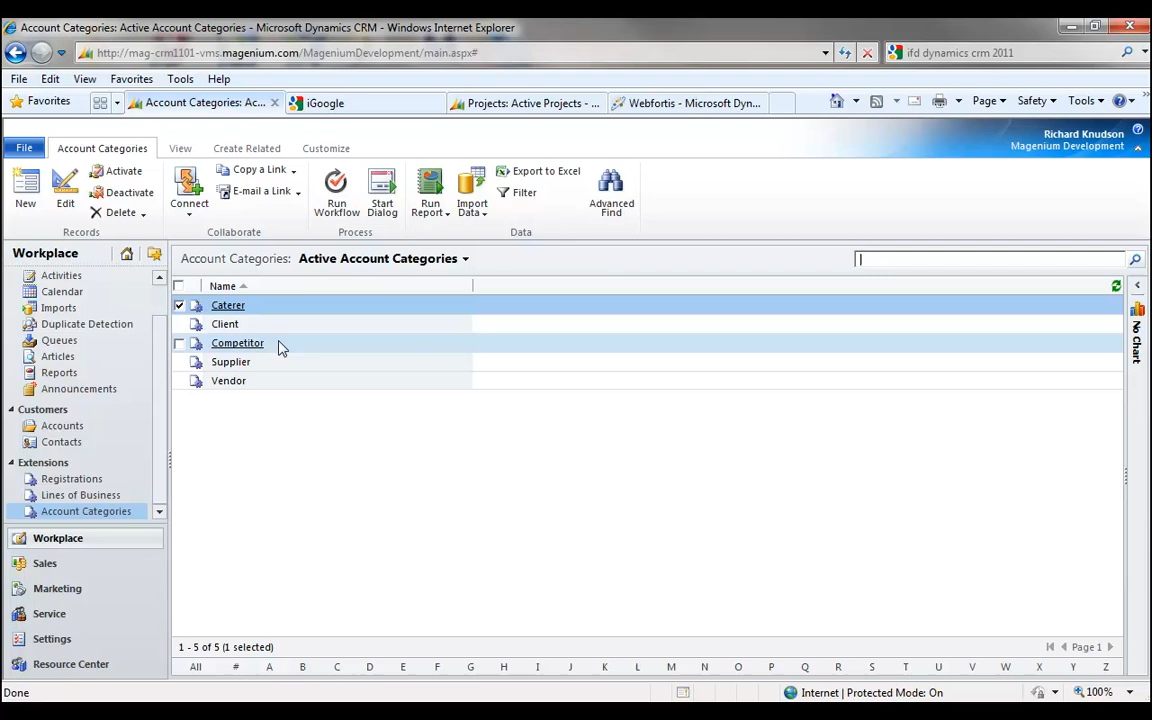 Account Categories: Active Account Categories - Microsoft Dynamics CRM - Windows Internet Explorer
http://mag-crm1101-vms.magenium.com/MageniumDevelopment/main.aspx#
ifd dynamics crm 2011
File Edit View Favorites Tools Help
Favorites
Account Categories: Ac...
iGoogle
Projects: Active Projects - ...
Webfortis - Microsoft Dyn...
Page Safety Tools
File Account Categories View Create Related Customize
Richard Knudson
Magenium Development
New
Edit
Activate
Deactivate
Delete
Records
Connect
Copy a Link
E-mail a Link
Collaborate
Run Workflow
Start Dialog
Process
Run Report
Import Data
Export to Excel
Filter
Advanced Find
Data
Workplace
Activities
Calendar
Imports
Duplicate Detection
Queues
Articles
Reports
Announcements
Customers
Accounts
Contacts
Extensions
Registrations
Lines of Business
Account Categories
Workplace
Sales
Marketing
Service
Settings
Resource Center
Account Categories: Active Account Categories
Name
Caterer
Client
Competitor
Supplier
Vendor
No Chart
1 - 5 of 5 (1 selected)
Page 1
All # A B C D E F G H I J K L M N O P Q R S T U V W X Y Z
Done
Internet | Protected Mode: On
100%